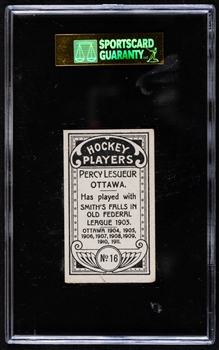 SPORTSCARD
GUARANTY
HOCKEY
PLAYERS
PERCY LESUEUR
OTTAWA.
Has played with
SMITH'S FALLS IN
OLD FEDERAL
LEAGUE 1903.
OTTAWA 1904, 1905,
1906, 1907, 1908, 1909,
1910, 1911.
No 16